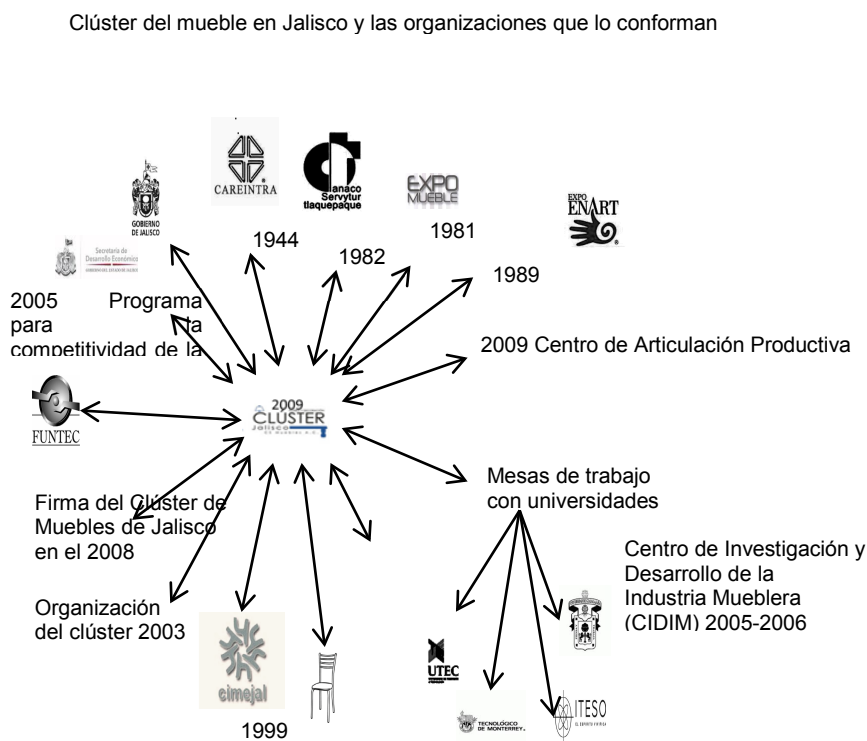 Clúster del mueble en Jalisco y las organizaciones que lo conforman
GOBIERNO
DE JALISCO
CAREINTRA
anaco
Servytur
tlaquepaque
EXPO
MUEBLE
EXPO
ENART
Secretaría de
Desarrollo Económico
1944
1982
1981
1989
2005 Programa
para la
competitividad de la
2009 Centro de Articulación Productiva
FUNTEC
2009
CLÚSTER
Jalisco
Firma del Clúster de
Muebles de Jalisco
en el 2008
Mesas de trabajo
con universidades
Organización
del clúster 2003
Centro de Investigación y
Desarrollo de la
Industria Mueblera
(CIDIM) 2005-2006
cimejal
1999
UTEC
TECNOLÓGICO
DE MONTERREY.
ITESO